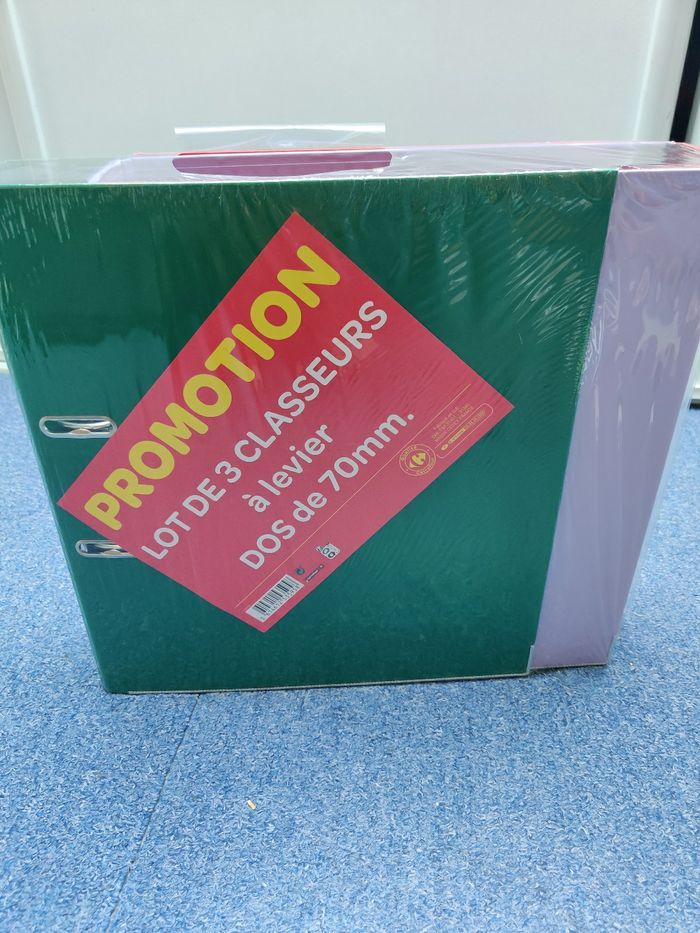 PROMOTION
LOT DE 3 CLASSEURS
à levier
DOS de 70mm.